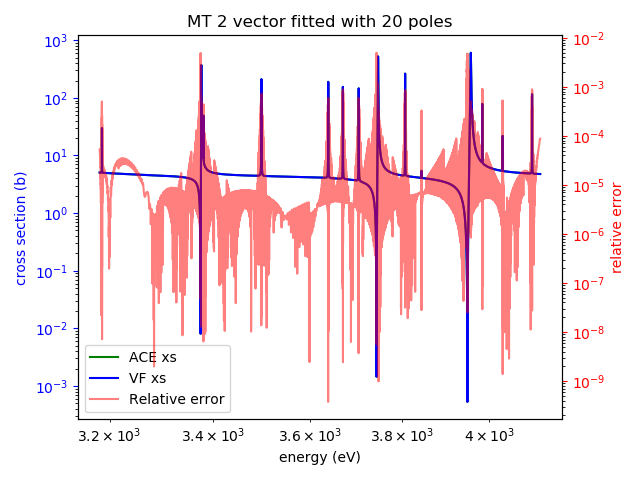 MT 2 vector fitted with 20 poles
cross section (b)
10³
10²
10¹
10⁰
10⁻¹
10⁻²
10⁻³
10⁻²
10⁻³
10⁻⁴
10⁻⁵
10⁻⁶
10⁻⁷
10⁻⁸
10⁻⁹
relative error
ACE xs
VF xs
Relative error
3.2 × 10³ 3.4 × 10³ 3.6 × 10³ 3.8 × 10³ 4 × 10³
energy (eV)